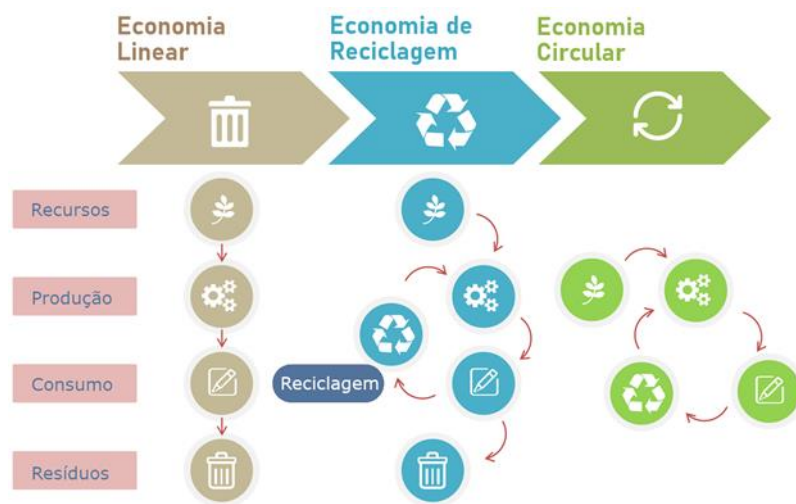 Economia
Linear
Economia de
Reciclagem
Economia
Circular
Recursos
Produção
Consumo
Reciclagem
Resíduos